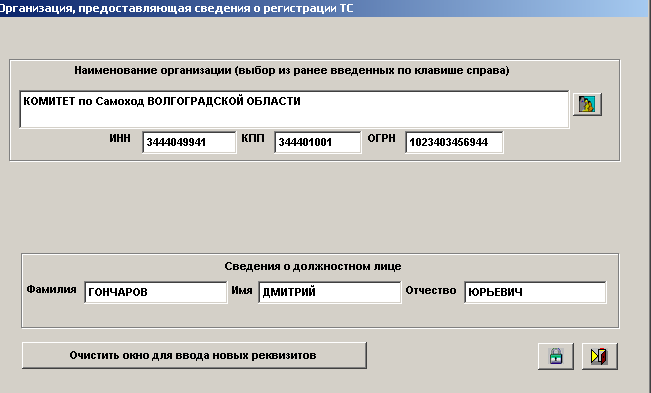 Организация, предоставляющая сведения о регистрации ТС
Наименование организации (выбор из ранее введенных по клавише справа)
КОМИТЕТ по Самоход ВОЛГОГРАДСКОЙ ОБЛАСТИ
ИНН 3444049941 КПП 344401001 ОГРН 1023403456944
Сведения о должностном лице
Фамилия ГОНЧАРОВ Имя ДМИТРИЙ Отчество ЮРЬЕВИЧ
Очистить окно для ввода новых реквизитов